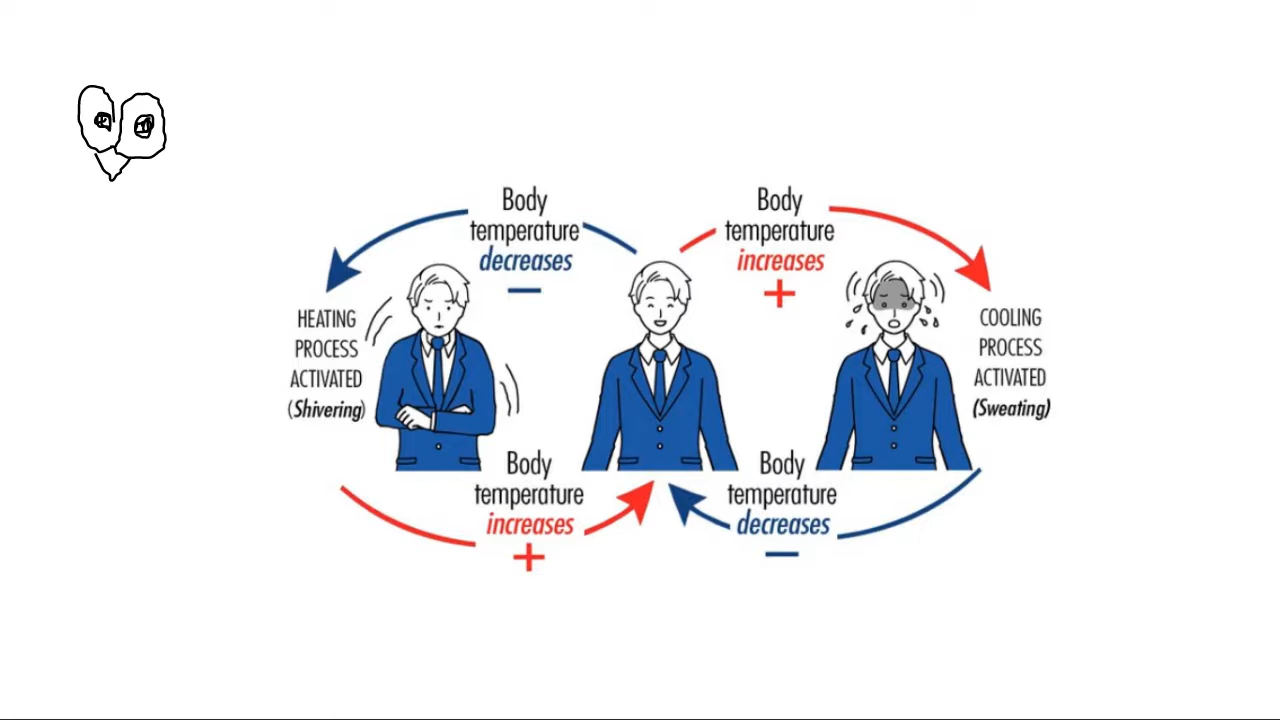 Body
temperature
decreases
−
Body
temperature
increases
+
HEATING
PROCESS
ACTIVATED
(Shivering)
COOLING
PROCESS
ACTIVATED
(Sweating)
Body
temperature
increases
+
Body
temperature
decreases
−